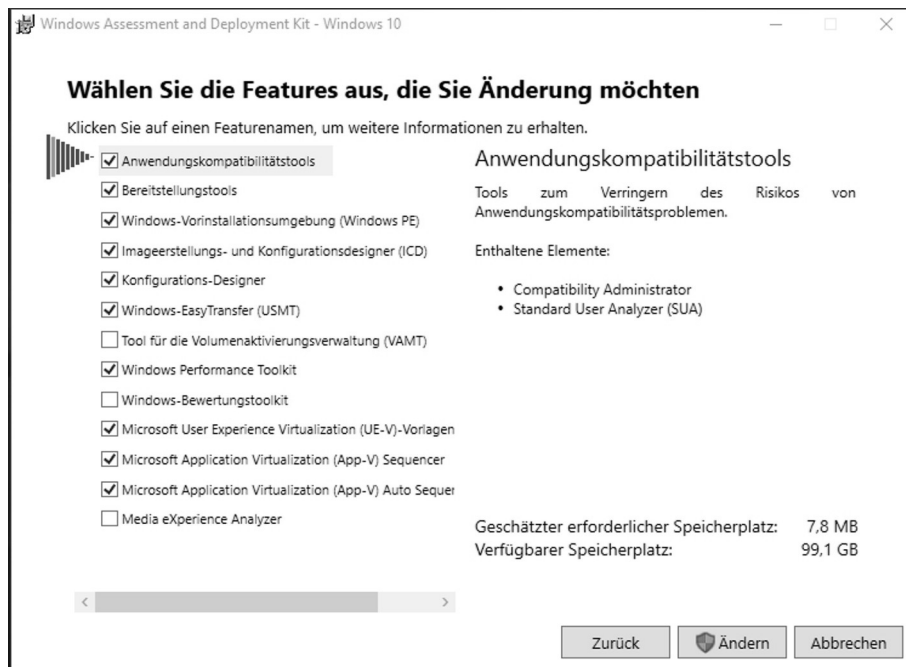 Windows Assessment and Deployment Kit - Windows 10
Wählen Sie die Features aus, die Sie Änderung möchten
Klicken Sie auf einen Featurenamen, um weitere Informationen zu erhalten.
Anwendungskompatibilitätstools
Bereitstellungstools
Windows-Vorinstallationsumgebung (Windows PE)
Imageerstellungs- und Konfigurationsdesigner (ICD)
Konfigurations-Designer
Windows-EasyTransfer (USMT)
Tool für die Volumenaktivierungsverwaltung (VAMT)
Windows Performance Toolkit
Windows-Bewertungstoolkit
Microsoft User Experience Virtualization (UE-V)-Vorlagen
Microsoft Application Virtualization (App-V) Sequencer
Microsoft Application Virtualization (App-V) Auto Sequer
Media eXperience Analyzer
Anwendungskompatibilitätstools
Tools zum Verringern des Risikos von
Anwendungskompatibilitätsproblemen.
Enthaltene Elemente:
• Compatibility Administrator
• Standard User Analyzer (SUA)
Geschätzter erforderlicher Speicherplatz: 7,8 MB
Verfügbarer Speicherplatz: 99,1 GB
Zurück Ändern Abbrechen